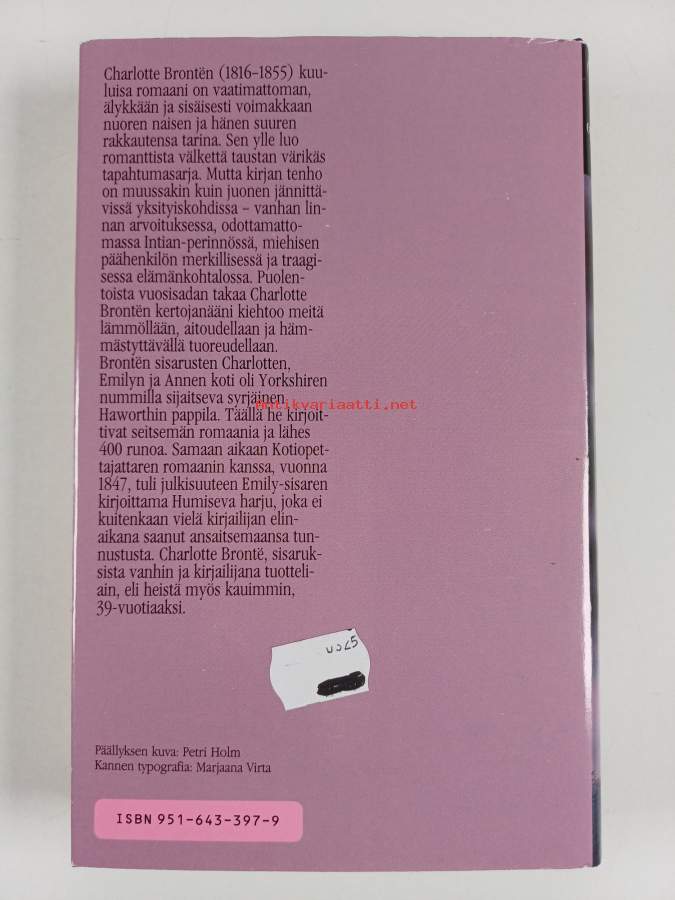 Charlotte Brontën (1816–1855) kuu-
luisa romaani on vaatimattoman,
älykkään ja sisäisesti voimakkaan
nuoren naisen ja hänen suuren
rakkautensa tarina. Sen ylle luo
romanttista välkettä taustan värikäs
tapahtumasarja. Mutta kirjan tenho
on muussakin kuin juonen jännittä-
vissä yksityiskohdissa – vanhan lin-
nan arvoituksessa, odottamatto-
massa Intian-perinnössä, miehisen
päähenkilön merkillisessä ja traagi-
sessa elämänkohtalossa. Puolen-
toista vuosisadan takaa Charlotte
Brontën kertojanääni kiehtoo meitä
lämmöllään, aitoudellaan ja häm-
mästyttävällä tuoreudellaan.
Brontën sisarusten Charlotten,
Emilyn ja Annen koti oli Yorkshiren
nummilla sijaitseva syrjäinen
antikvariaatti.net
Haworthin pappila. Täällä he kirjoit-
tivat seitsemän romaania ja lähes
400 runoa. Samaan aikaan Kotiopet-
tajattaren romaanin kanssa, vuonna
1847, tuli julkisuuteen Emily-sisaren
kirjoittama Humiseva harju, joka ei
kuitenkaan vielä kirjailijan elin-
aikana saanut ansaitsemaansa tun-
nustusta. Charlotte Brontë, sisaruk-
sista vanhin ja kirjailijana tuotteli-
ain, eli heistä myös kauimmin,
39-vuotiaaksi.
Päällyksen kuva: Petri Holm
Kannen typografia: Marjaana Virta
ISBN 951-643-397-9